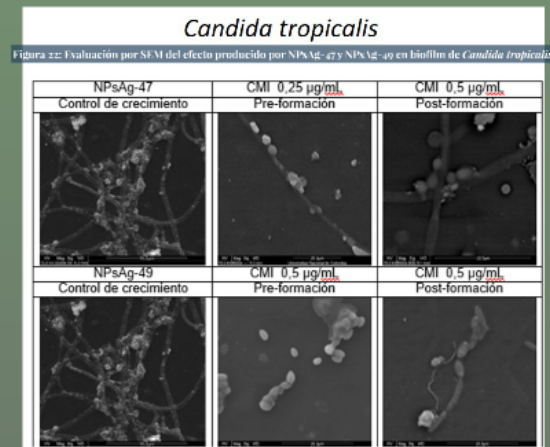 Candida tropicalis
Figura 22: Evaluación por SEM del efecto producido por NPsAg-47 y NPsAg-49 en biofilm de Candida tropicalis
NPsAg-47 CMI 0,25 µg/mL CMI 0,5 µg/mL
Control de crecimiento Pre-formación Post-formación
NPsAg-49 CMI 0,5 µg/mL CMI 0,5 µg/mL
Control de crecimiento Pre-formación Post-formación